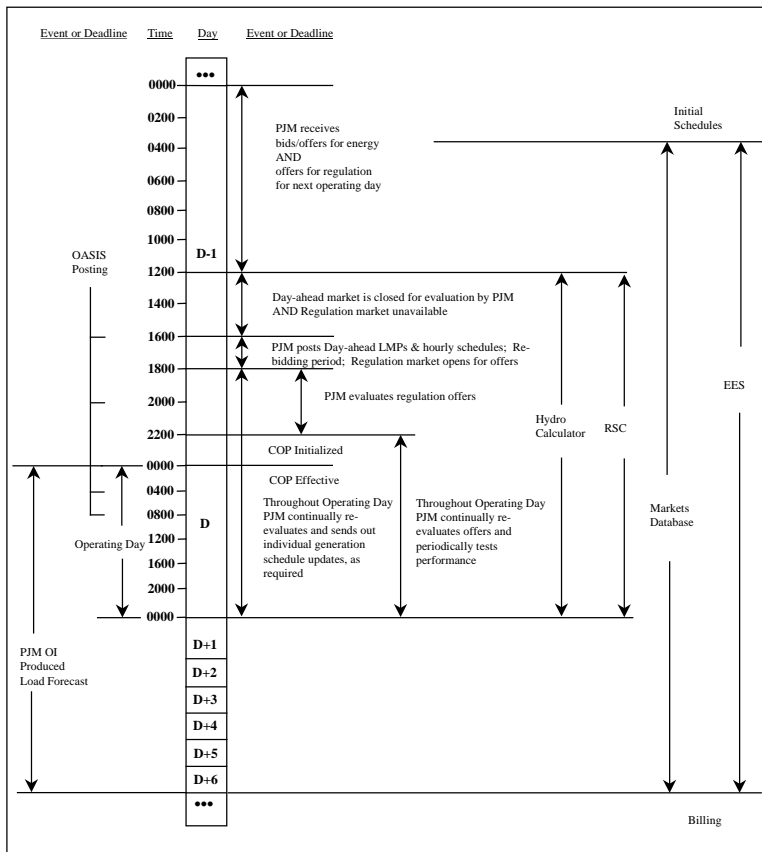 Event or Deadline Time Day Event or Deadline
•••
0000
0200
0400
0600
0800
1000
1200
1400
1600
1800
2000
2200
0000
0400
0800
1200
1600
2000
0000
D-1
D
D+1
D+2
D+3
D+4
D+5
D+6
•••
OASIS
Posting
Operating Day
PJM OI
Produced
Load Forecast
PJM receives
bids/offers for energy
AND
offers for regulation
for next operating day
Day-ahead market is closed for evaluation by PJM
AND Regulation market unavailable
PJM posts Day-ahead LMPs & hourly schedules; Re-
bidding period; Regulation market opens for offers
PJM evaluates regulation offers
COP Initialized
COP Effective
Throughout Operating Day
PJM continually re-
evaluates and sends out
individual generation
schedule updates, as
required
Throughout Operating Day
PJM continually re-
evaluates offers and
periodically tests
performance
Hydro
Calculator
RSC
Initial
Schedules
Markets
Database
EES
Billing